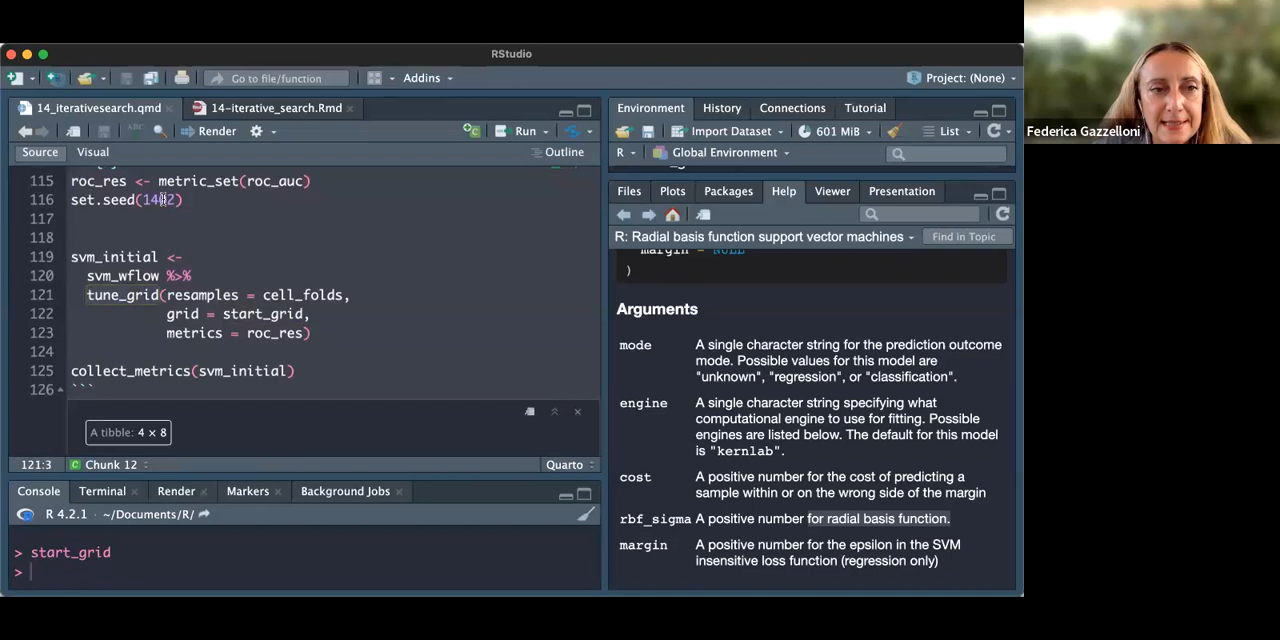 RStudio
Go to file/function
Addins
Project: (None)
14_iterativesearch.qmd
14-iterative_search.Rmd
Render
Run
Source
Visual
Outline
115 roc_res <- metric_set(roc_auc)
116 set.seed(1402)
117
118
119 svm_initial <-
120 svm_wflow %>%
121 tune_grid(resamples = cell_folds,
122 grid = start_grid,
123 metrics = roc_res)
124
125 collect_metrics(svm_initial)
126 ```
A tibble: 4 × 8
121:3
Chunk 12
Quarto
Console
Terminal
Render
Markers
Background Jobs
R 4.2.1 · ~/Documents/R/
> start_grid
>
Environment
History
Connections
Tutorial
Import Dataset
601 MiB
List
R
Global Environment
Files
Plots
Packages
Help
Viewer
Presentation
R: Radial basis function support vector machines
Find in Topic
margin = NULL
)
Arguments
mode A single character string for the prediction outcome
mode. Possible values for this model are
"unknown", "regression", or "classification".
engine A single character string specifying what
computational engine to use for fitting. Possible
engines are listed below. The default for this model
is "kernlab".
cost A positive number for the cost of predicting a
sample within or on the wrong side of the margin
rbf_sigma A positive number for radial basis function.
margin A positive number for the epsilon in the SVM
insensitive loss function (regression only)
Federica Gazzelloni